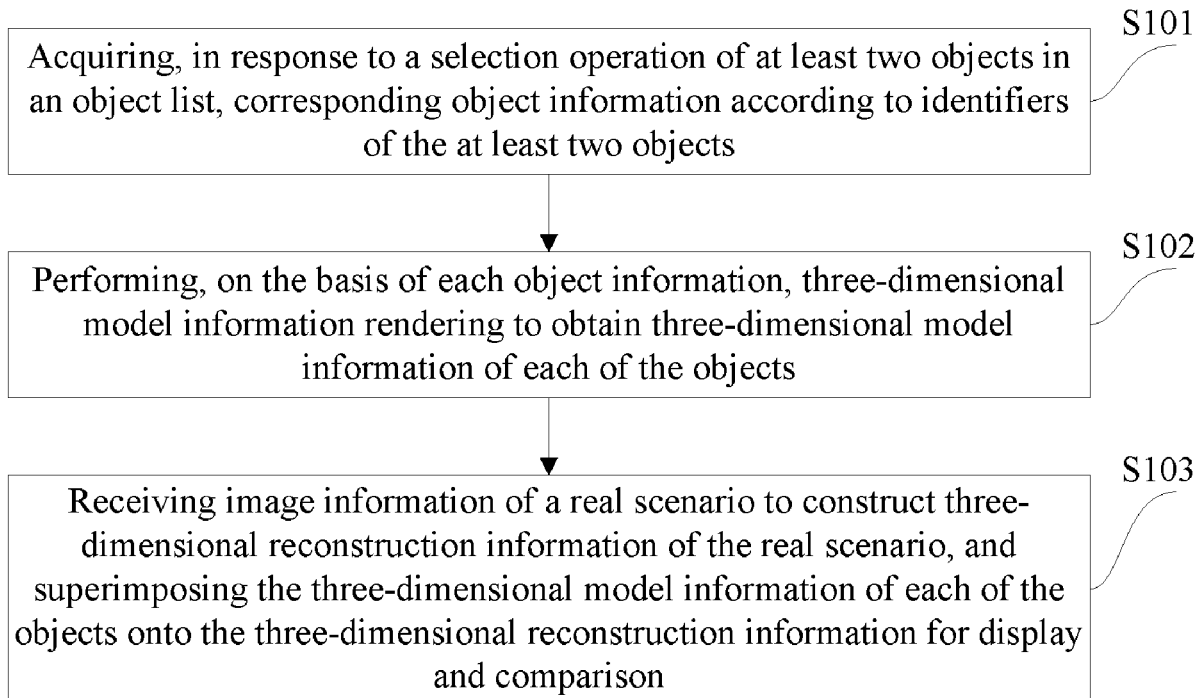 S101
Acquiring, in response to a selection operation of at least two objects in
an object list, corresponding object information according to identifiers
of the at least two objects
S102
Performing, on the basis of each object information, three-dimensional
model information rendering to obtain three-dimensional model
information of each of the objects
S103
Receiving image information of a real scenario to construct three-
dimensional reconstruction information of the real scenario, and
superimposing the three-dimensional model information of each of the
objects onto the three-dimensional reconstruction information for display
and comparison